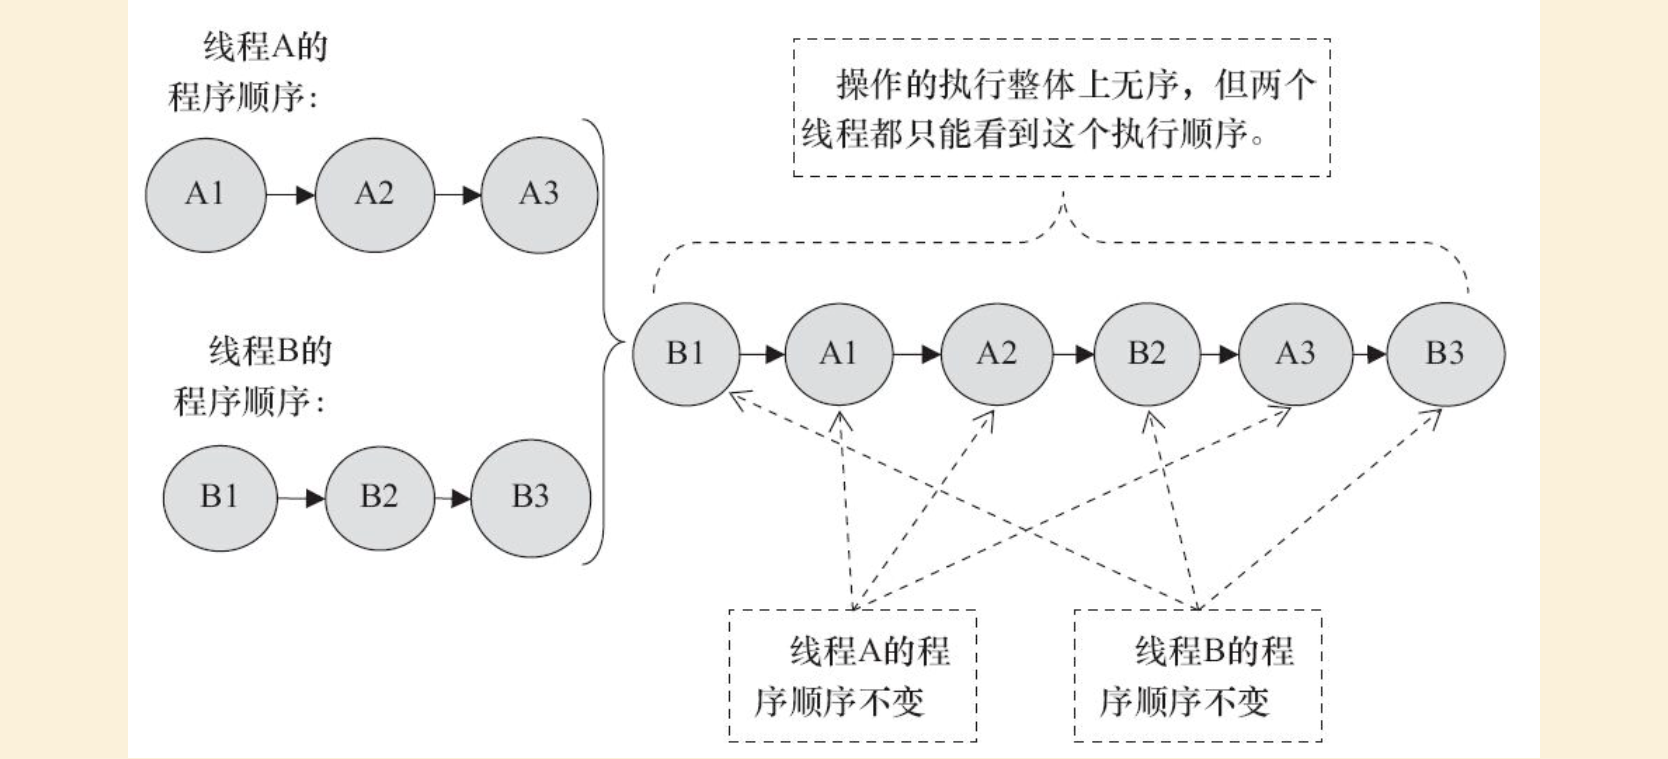 线程A的
程序顺序：
A1 A2 A3
线程B的
程序顺序：
B1 B2 B3
操作的执行整体上无序，但两个
线程都只能看到这个执行顺序。
B1 A1 A2 B2 A3 B3
线程A的程
序顺序不变
线程B的程
序顺序不变